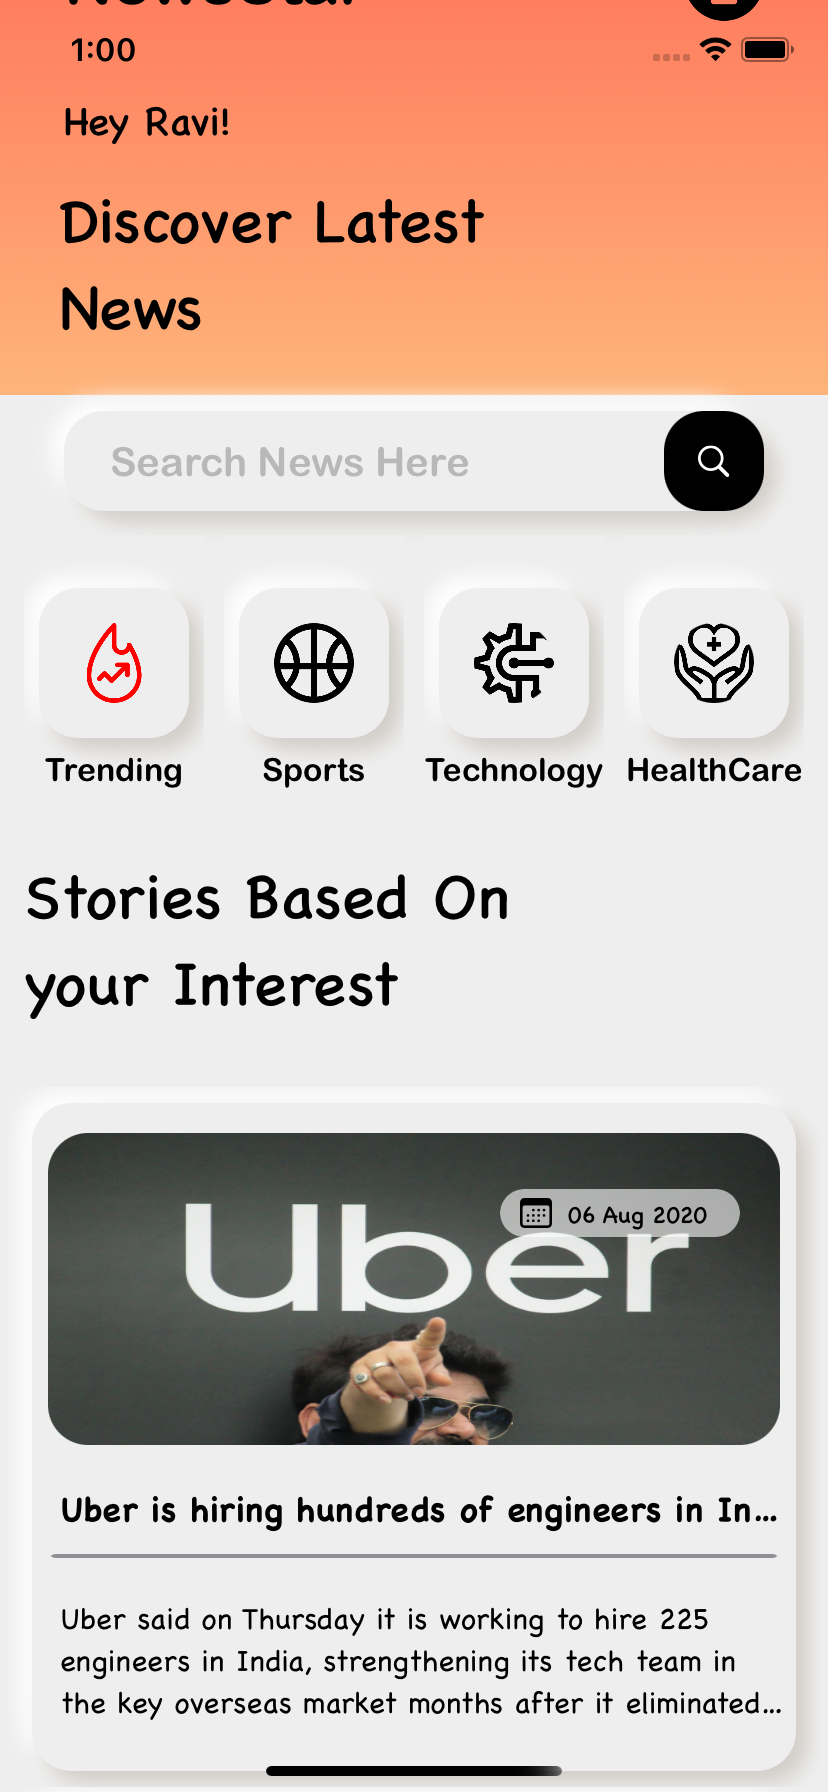 1:00
Hey Ravi!
Discover Latest
News
Search News Here
Trending
Sports
Technology
HealthCare
Stories Based On
your Interest
Uber
06 Aug 2020
Uber is hiring hundreds of engineers in In...
Uber said on Thursday it is working to hire 225
engineers in India, strengthening its tech team in
the key overseas market months after it eliminated...